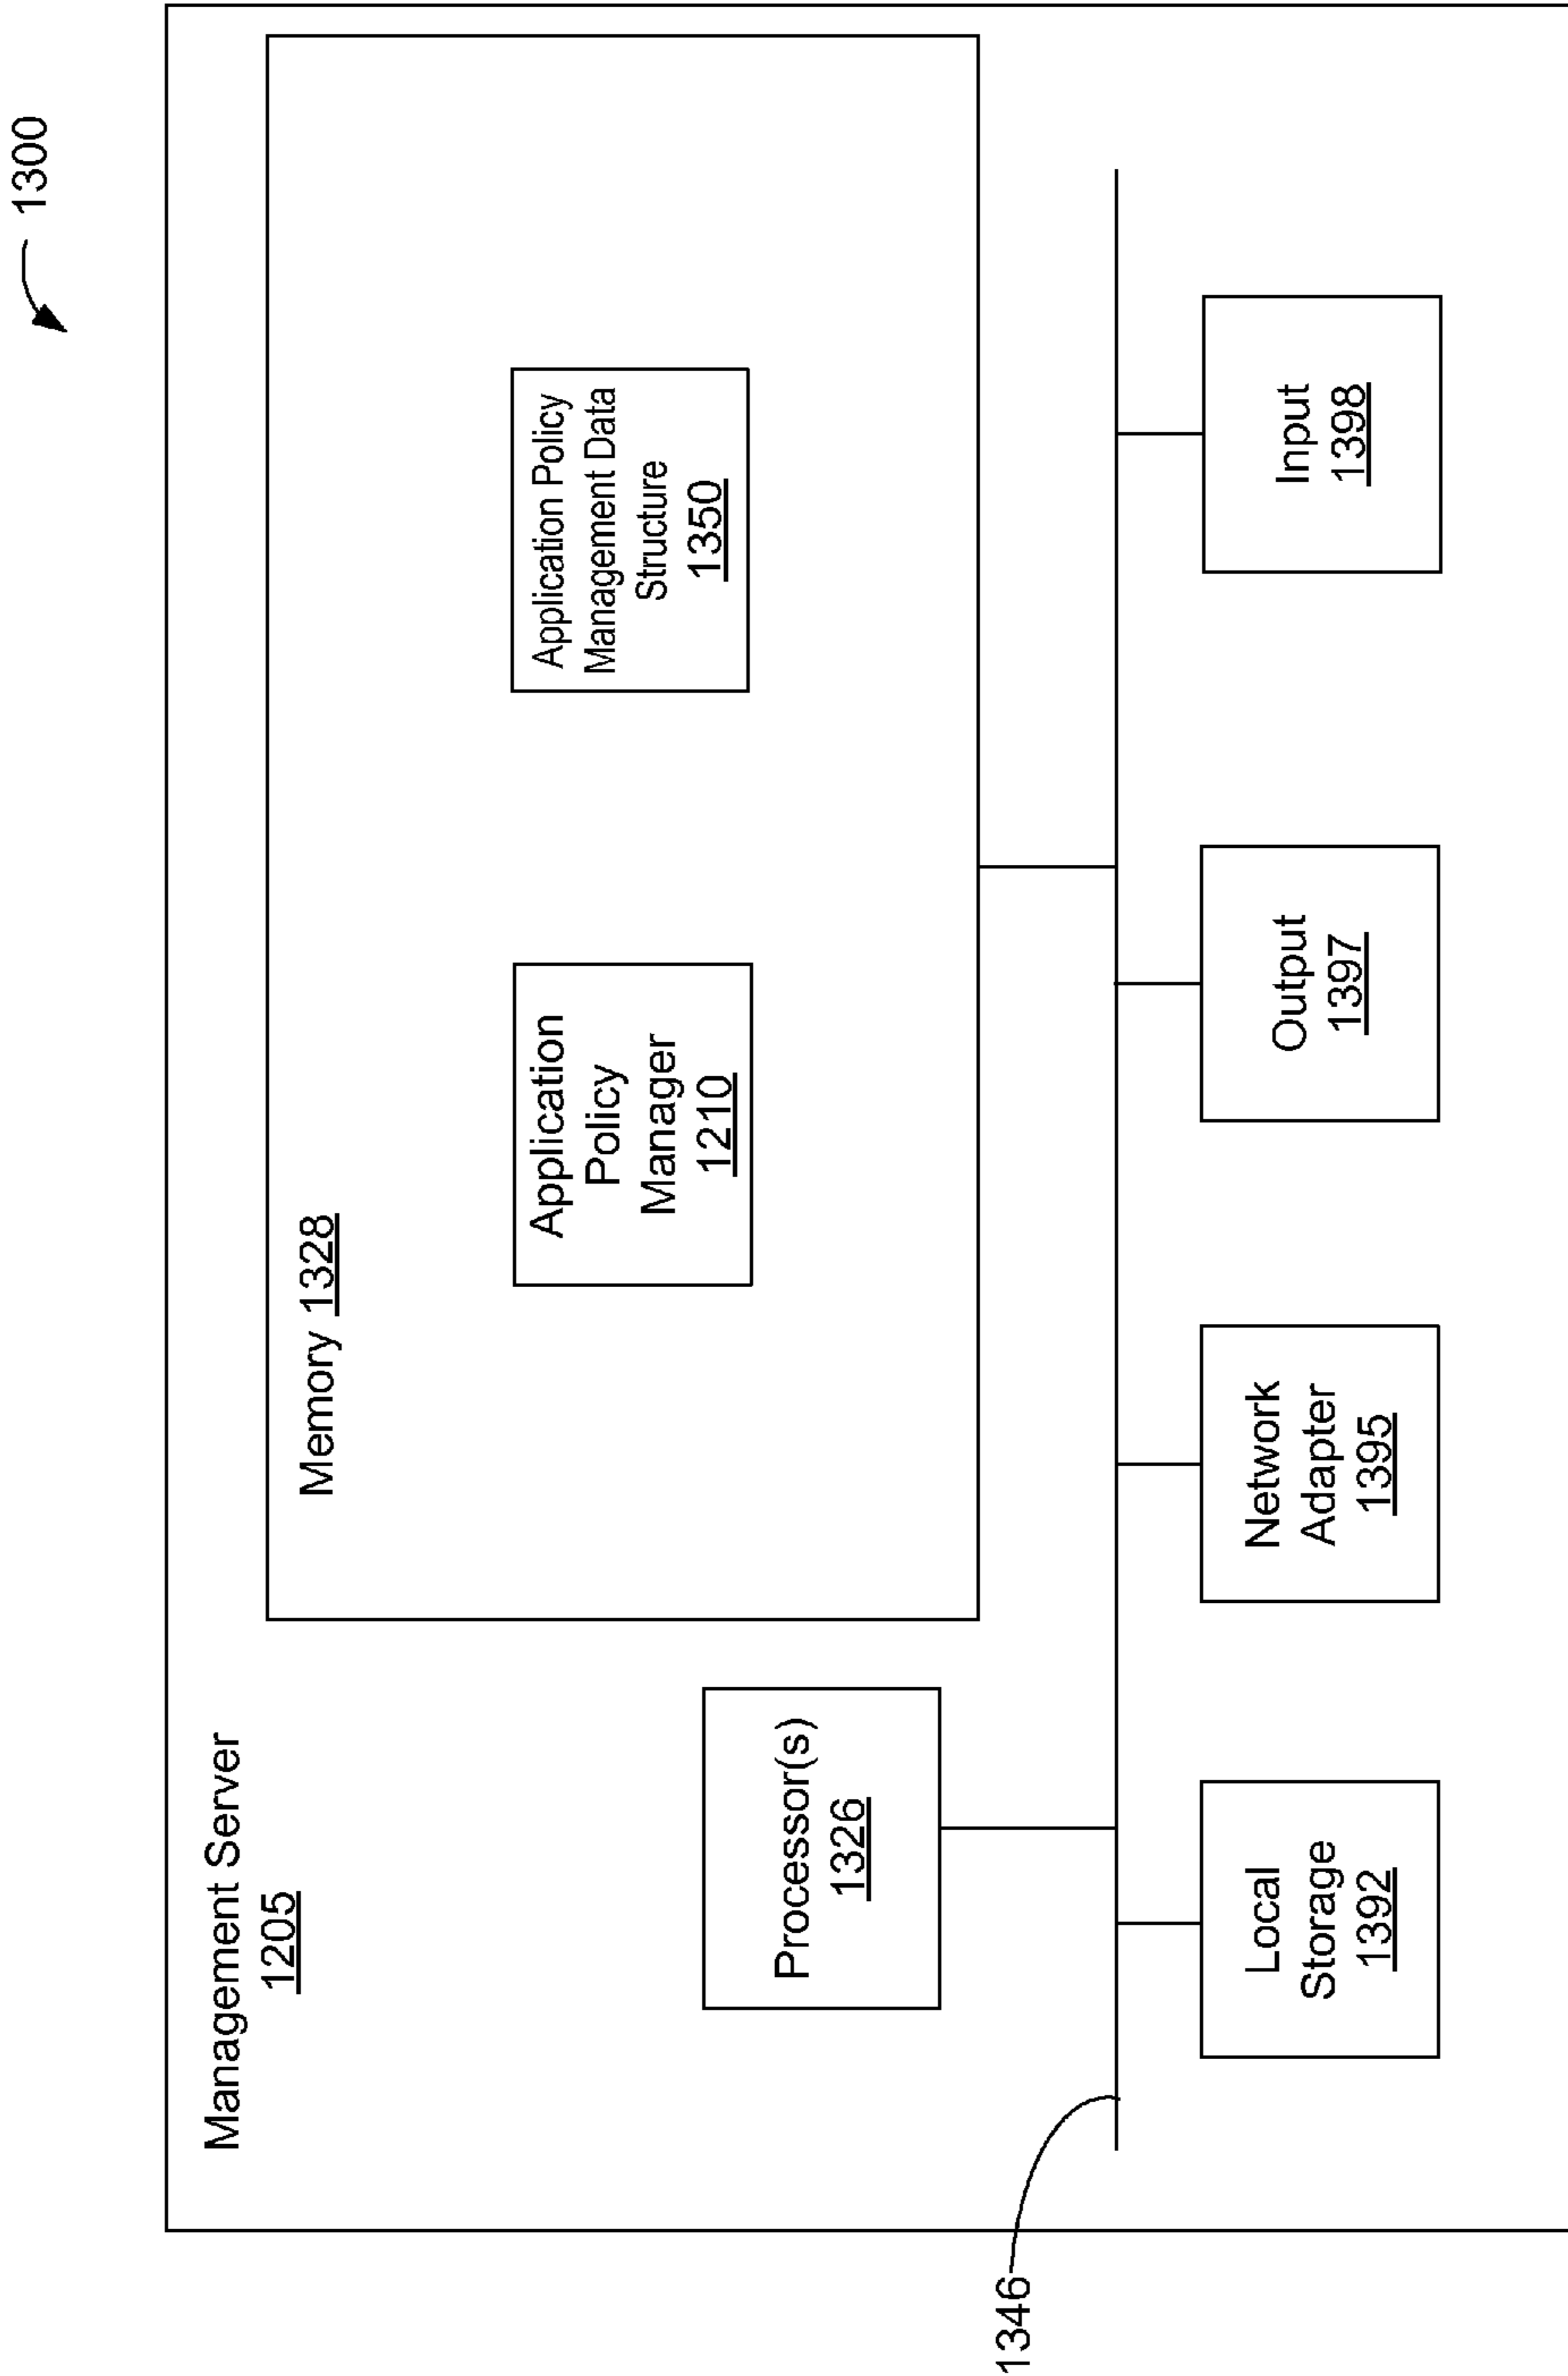 1300
Management Server
1205
Memory 1328
Application
Policy
Manager
1210
Application Policy
Management Data
Structure
1350
Processor(s)
1326
1346
Local
Storage
1392
Network
Adapter
1395
Output
1397
Input
1398